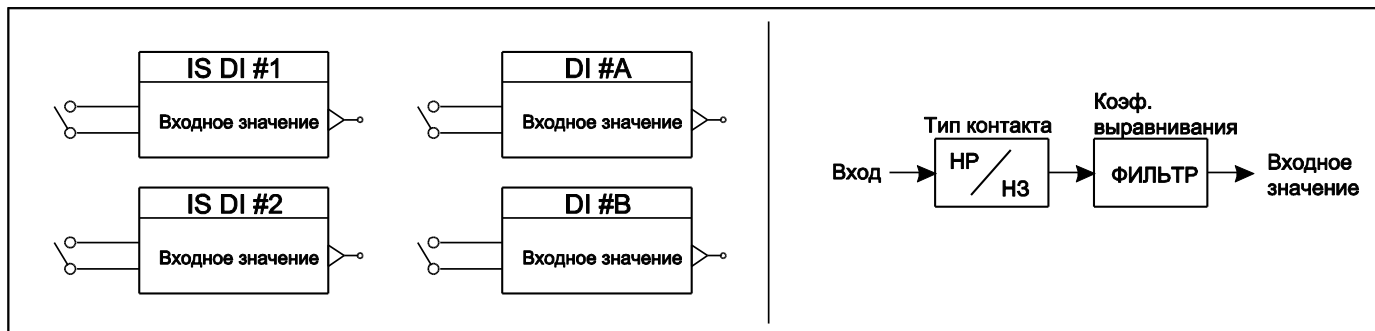 IS DI #1
Входное значение
DI #A
Входное значение
IS DI #2
Входное значение
DI #B
Входное значение
Вход
Тип контакта
НР
НЗ
Коэф.
выравнивания
ФИЛЬТР
Входное
значение